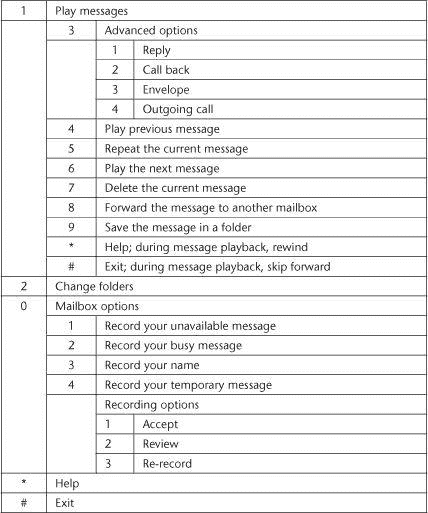 1 Play messages
3 Advanced options
1 Reply
2 Call back
3 Envelope
4 Outgoing call
4 Play previous message
5 Repeat the current message
6 Play the next message
7 Delete the current message
8 Forward the message to another mailbox
9 Save the message in a folder
* Help; during message playback, rewind
# Exit; during message playback, skip forward
2 Change folders
0 Mailbox options
1 Record your unavailable message
2 Record your busy message
3 Record your name
4 Record your temporary message
Recording options
1 Accept
2 Review
3 Re-record
* Help
# Exit